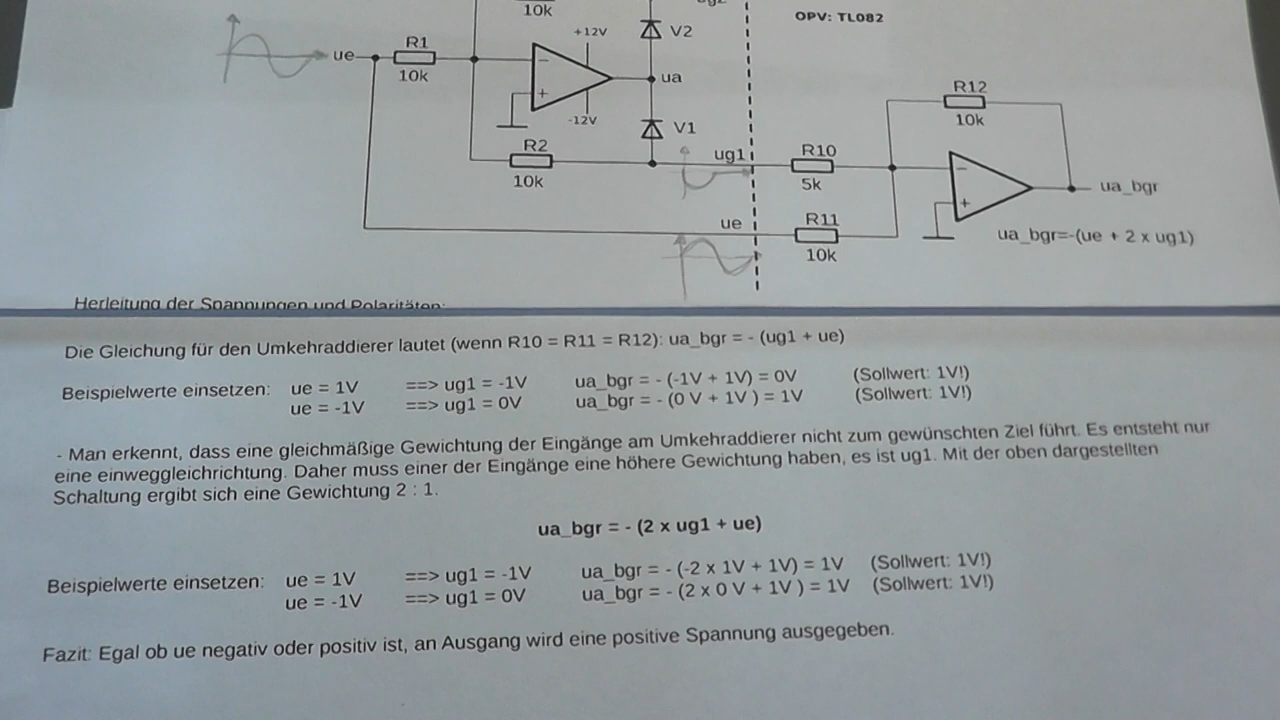 10k
OPV: TL082
+12V
V2
R1
ue
10k
ua
R12
10k
-12V
V1
R2
ug1
R10
10k
5k
ua_bgr
ue
R11
ua_bgr=-(ue + 2 x ug1)
10k
Herleitung der Spannungen und Polaritäten:
Die Gleichung für den Umkehraddierer lautet (wenn R10 = R11 = R12): ua_bgr = - (ug1 + ue)
Beispielwerte einsetzen: ue = 1V ==> ug1 = -1V ua_bgr = - (-1V + 1V) = 0V (Sollwert: 1V!)
ue = -1V ==> ug1 = 0V ua_bgr = - (0 V + 1V ) = 1V (Sollwert: 1V!)
- Man erkennt, dass eine gleichmäßige Gewichtung der Eingänge am Umkehraddierer nicht zum gewünschten Ziel führt. Es entsteht nur
eine einweggleichrichtung. Daher muss einer der Eingänge eine höhere Gewichtung haben, es ist ug1. Mit der oben dargestellten
Schaltung ergibt sich eine Gewichtung 2 : 1.
ua_bgr = - (2 x ug1 + ue)
Beispielwerte einsetzen: ue = 1V ==> ug1 = -1V ua_bgr = - (-2 x 1V + 1V) = 1V (Sollwert: 1V!)
ue = -1V ==> ug1 = 0V ua_bgr = - (2 x 0 V + 1V ) = 1V (Sollwert: 1V!)
Fazit: Egal ob ue negativ oder positiv ist, an Ausgang wird eine positive Spannung ausgegeben.